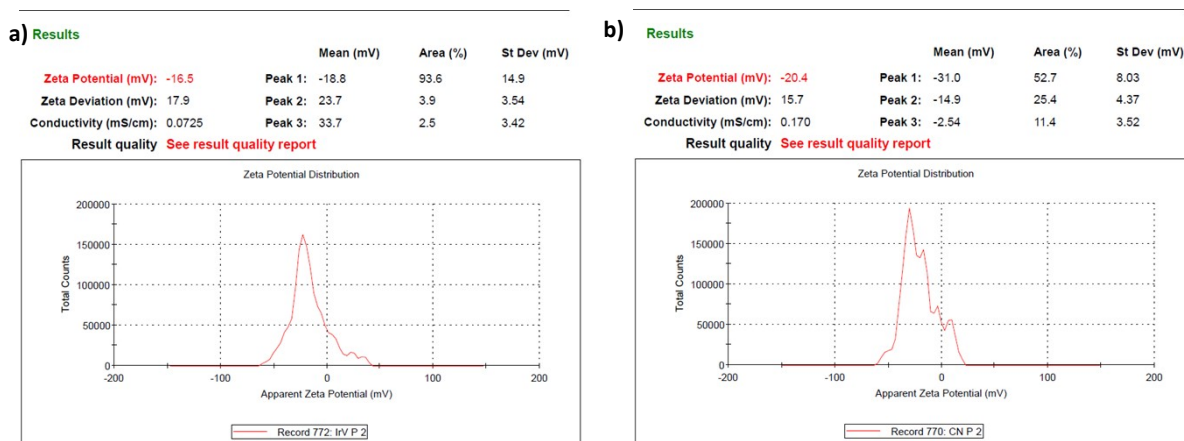 a) Results
Mean (mV) Area (%) St Dev (mV)
Zeta Potential (mV): -16.5 Peak 1: -18.8 93.6 14.9
Zeta Deviation (mV): 17.9 Peak 2: 23.7 3.9 3.54
Conductivity (mS/cm): 0.0725 Peak 3: 33.7 2.5 3.42
Result quality See result quality report
Zeta Potential Distribution
200000
150000
100000
50000
0
Total Counts
-200 -100 0 100 200
Apparent Zeta Potential (mV)
Record 772: IrV P 2
b) Results
Mean (mV) Area (%) St Dev (mV)
Zeta Potential (mV): -20.4 Peak 1: -31.0 52.7 8.03
Zeta Deviation (mV): 15.7 Peak 2: -14.9 25.4 4.37
Conductivity (mS/cm): 0.170 Peak 3: -2.54 11.4 3.52
Result quality See result quality report
Zeta Potential Distribution
200000
150000
100000
50000
0
Total Counts
-200 -100 0 100 200
Apparent Zeta Potential (mV)
Record 770: CN P 2